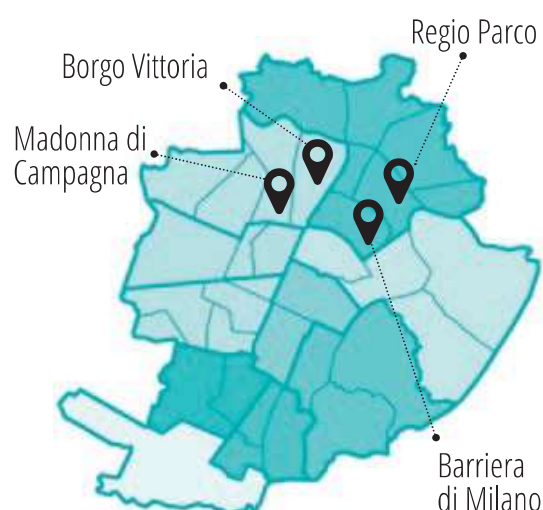 Regio Parco
Borgo Vittoria
Madonna di
Campagna
Barriera
di Milano